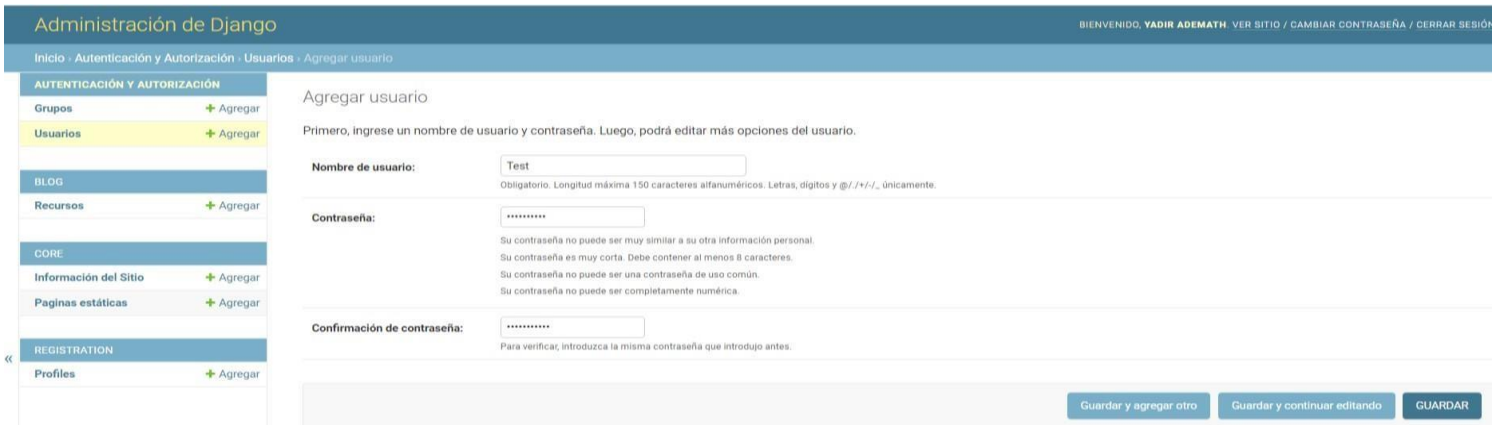 Administración de Django
BIENVENIDO, YADIR ADEMATH. VER SITIO / CAMBIAR CONTRASEÑA / CERRAR SESIÓN
Inicio › Autenticación y Autorización › Usuarios › Agregar usuario
AUTENTICACIÓN Y AUTORIZACIÓN
Grupos + Agregar
Usuarios + Agregar
BLOG
Recursos + Agregar
CORE
Información del Sitio + Agregar
Paginas estáticas + Agregar
REGISTRATION
Profiles + Agregar
«
Agregar usuario
Primero, ingrese un nombre de usuario y contraseña. Luego, podrá editar más opciones del usuario.
Nombre de usuario: Test
Obligatorio. Longitud máxima 150 caracteres alfanuméricos. Letras, dígitos y @/./+/-/_ únicamente.
Contraseña: ••••••••••
Su contraseña no puede ser muy similar a su otra información personal.
Su contraseña es muy corta. Debe contener al menos 8 caracteres.
Su contraseña no puede ser una contraseña de uso común.
Su contraseña no puede ser completamente numérica.
Confirmación de contraseña: •••••••••••
Para verificar, introduzca la misma contraseña que introdujo antes.
Guardar y agregar otro Guardar y continuar editando GUARDAR